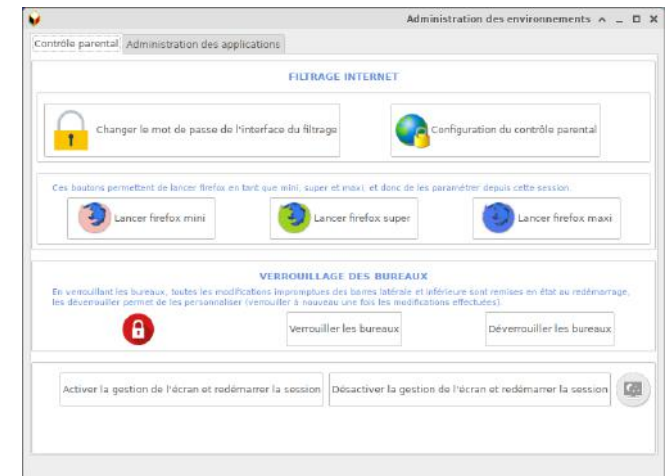 Administration des environnements
Contrôle parental Administration des applications
FILTRAGE INTERNET
Changer le mot de passe de l'interface du filtrage
Configuration du contrôle parental
Ces boutons permettent de lancer firefox en tant que mini, super et maxi, et donc de les paramétrer depuis cette session.
Lancer firefox mini
Lancer firefox super
Lancer firefox maxi
VERROUILLAGE DES BUREAUX
En verrouillant les bureaux, toutes les modifications impromptues des barres latérale et inférieure sont remises en état au redémarrage,
les déverrouiller permet de les personnaliser (verrouiller à nouveau une fois les modifications effectuées).
Verrouiller les bureaux
Déverrouiller les bureaux
Activer la gestion de l'écran et redémarrer la session
Désactiver la gestion de l'écran et redémarrer la session